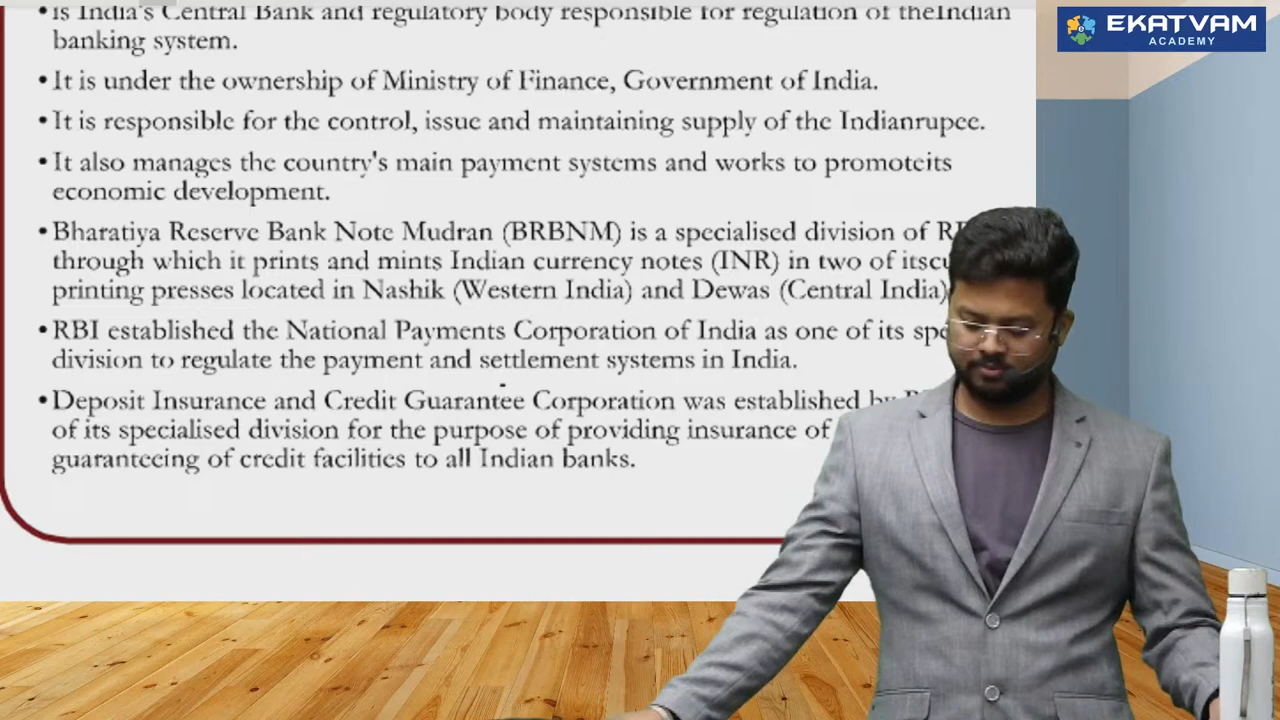 • is India's Central Bank and regulatory body responsible for regulation of theIndian
banking system.
• It is under the ownership of Ministry of Finance, Government of India.
• It is responsible for the control, issue and maintaining supply of the Indianrupee.
• It also manages the country's main payment systems and works to promoteits
economic development.
• Bharatiya Reserve Bank Note Mudran (BRBNM) is a specialised division of
through which it prints and mints Indian currency notes (INR) in two of
printing presses located in Nashik (Western India) and Dewas (Central India)
• RBI established the National Payments Corporation of India as one of its
division to regulate the payment and settlement systems in India.
• Deposit Insurance and Credit Guarantee Corporation was established by
of its specialised division for the purpose of providing insurance of
guaranteeing of credit facilities to all Indian banks.
EKATVAM
ACADEMY